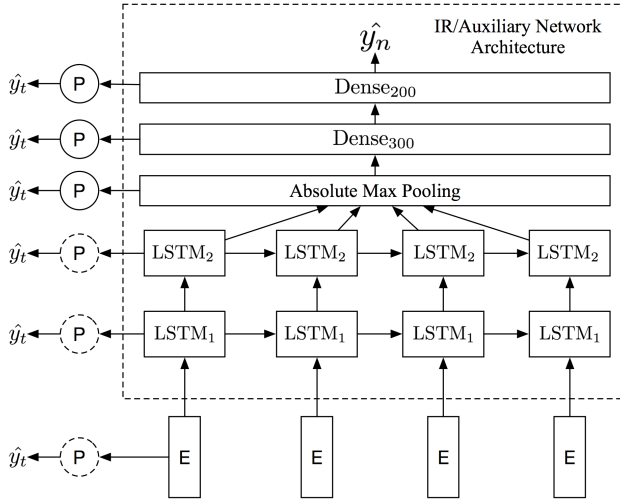 IR/Auxiliary Network
Architecture
ŷₙ
ŷₜ P Dense₂₀₀
ŷₜ P Dense₃₀₀
ŷₜ P Absolute Max Pooling
ŷₜ P LSTM₂ LSTM₂ LSTM₂ LSTM₂
ŷₜ P LSTM₁ LSTM₁ LSTM₁ LSTM₁
ŷₜ P E E E E